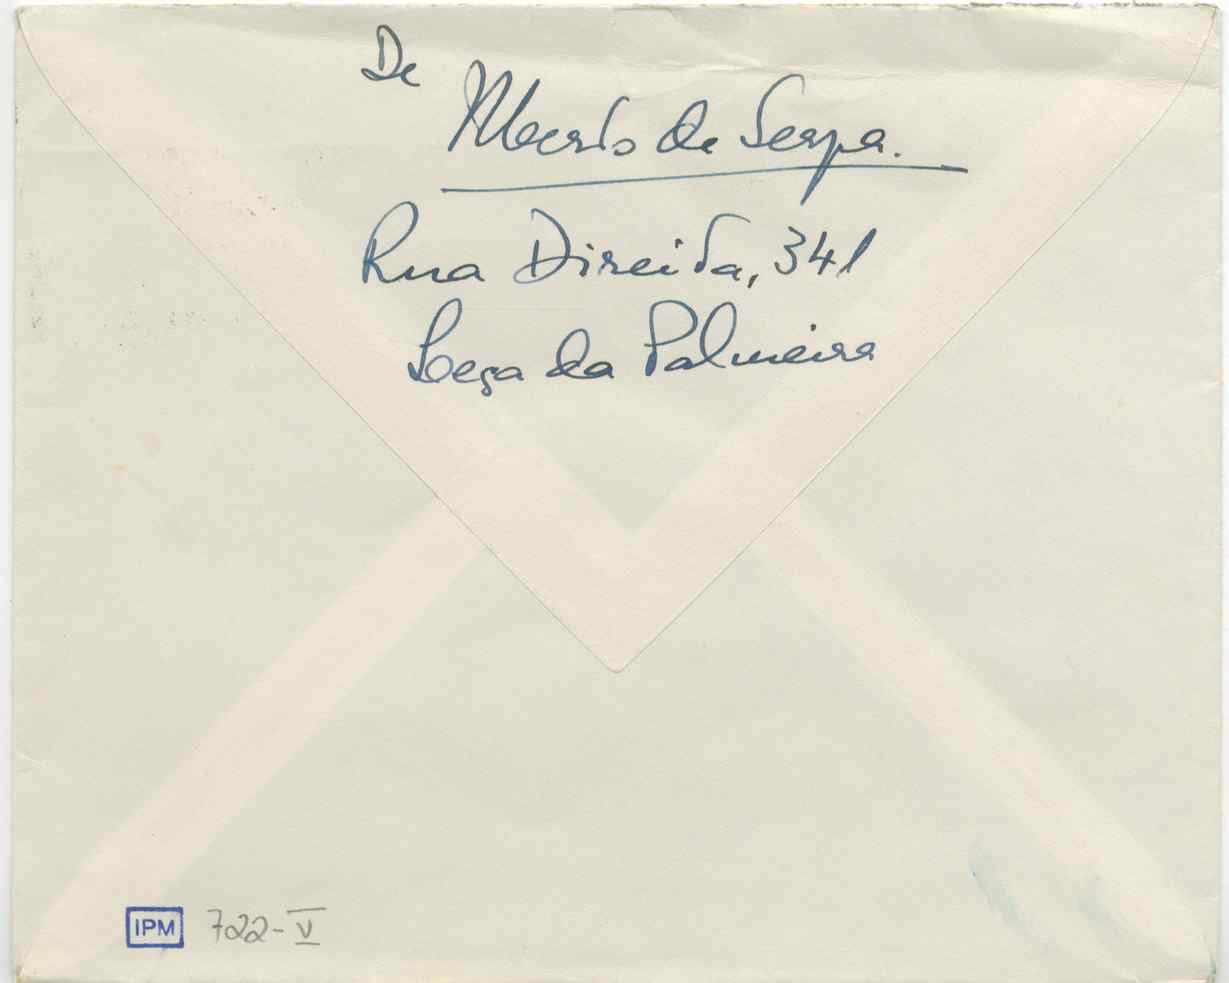 De
Alberto de Serpa.
Rua Direita, 341
Leça da Palmeira
IPM 722-V